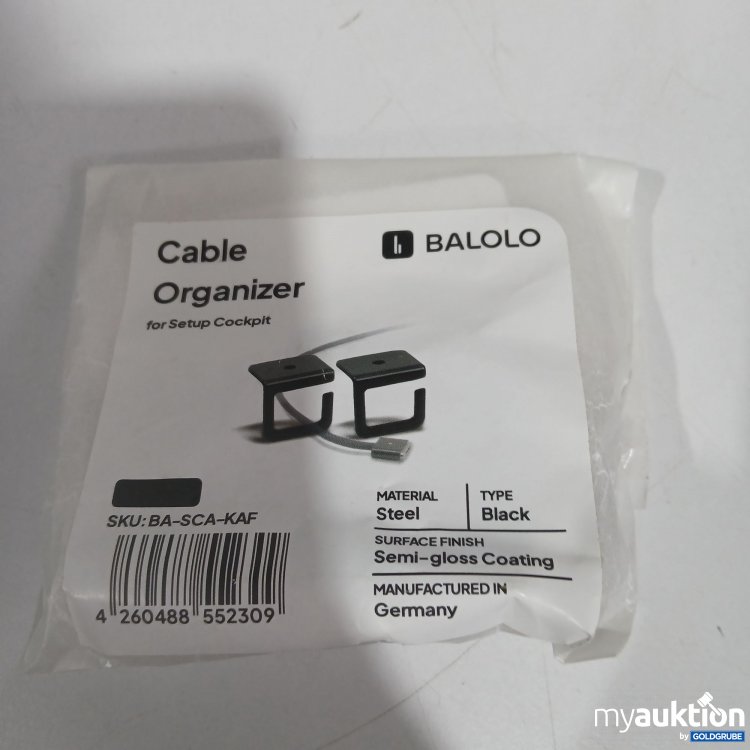 Cable
Organizer
for Setup Cockpit
BALOLO
SKU: BA-SCA-KAF
4 260488 552309
MATERIAL
Steel
TYPE
Black
SURFACE FINISH
Semi-gloss Coating
MANUFACTURED IN
Germany
myauktion
by GOLDGRUBE